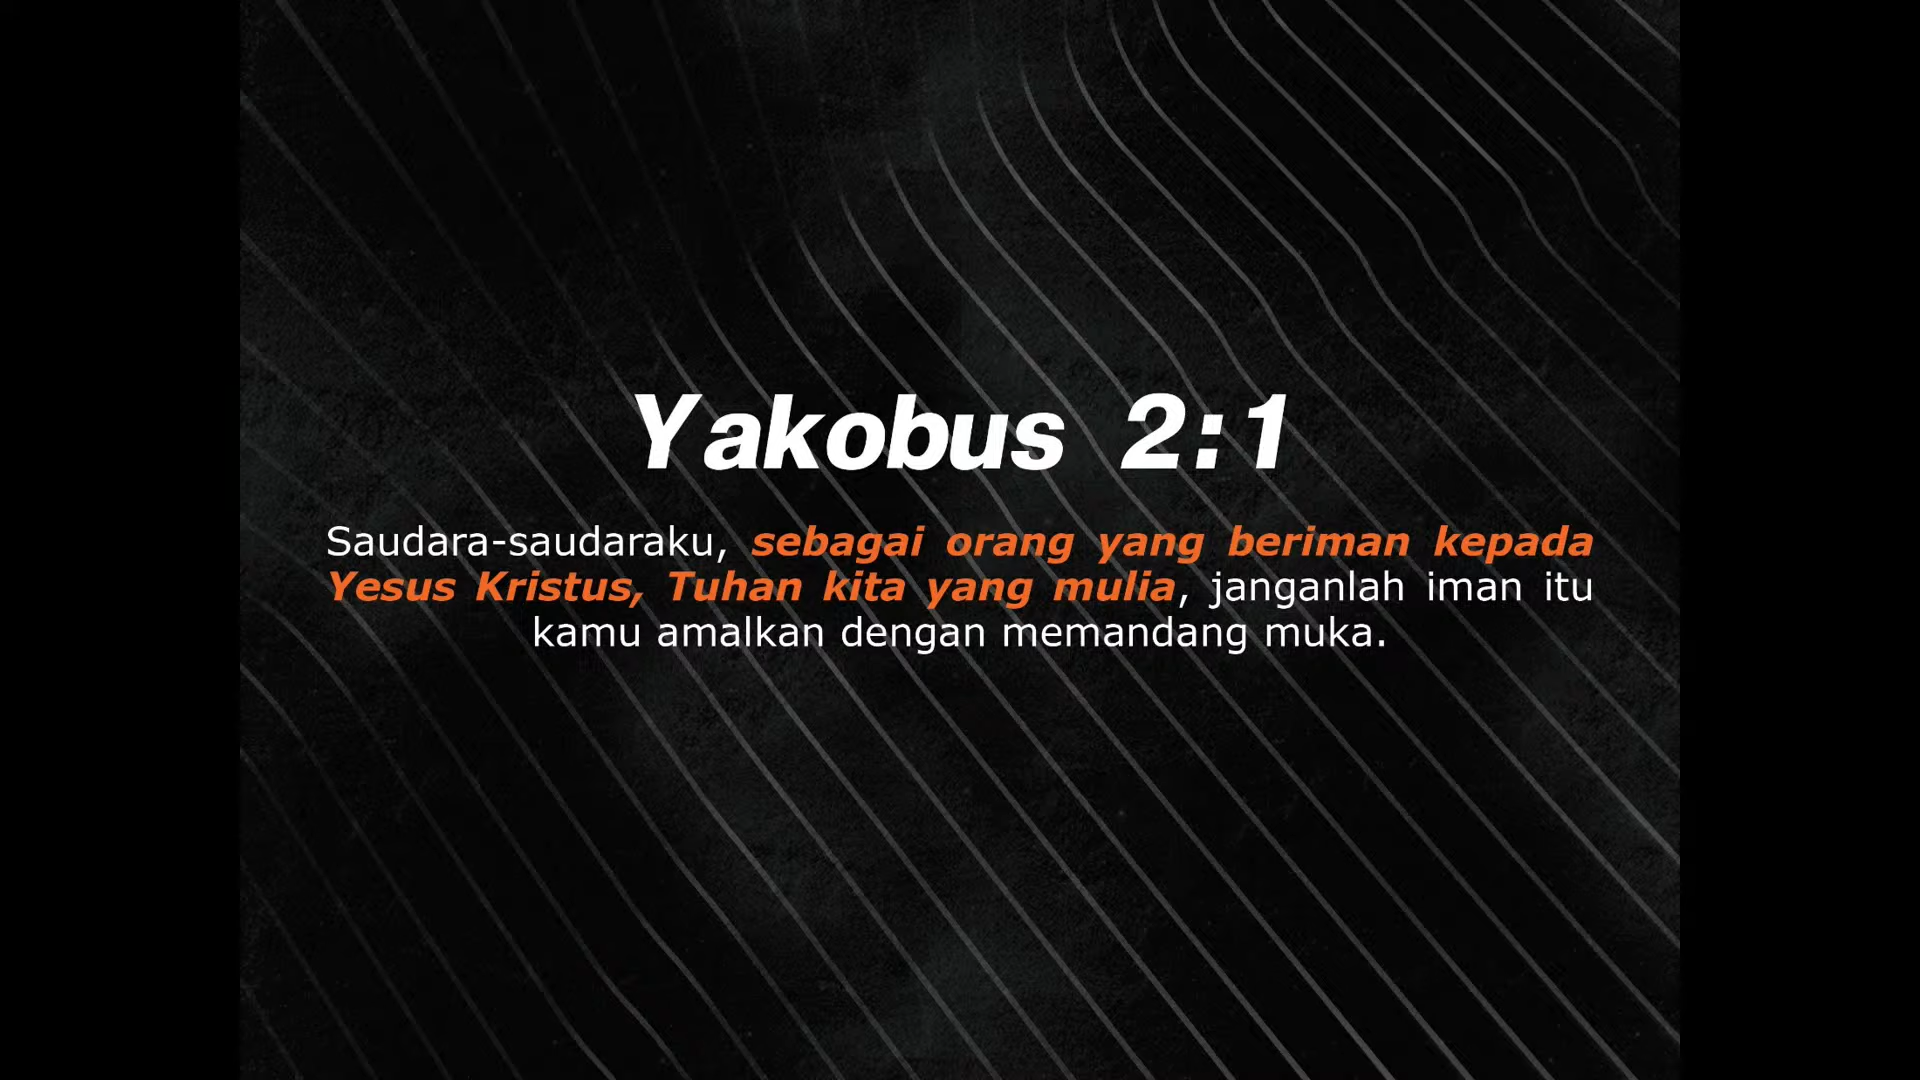 Yakobus 2:1
Saudara-saudaraku, sebagai orang yang beriman kepada
Yesus Kristus, Tuhan kita yang mulia, janganlah iman itu
kamu amalkan dengan memandang muka.